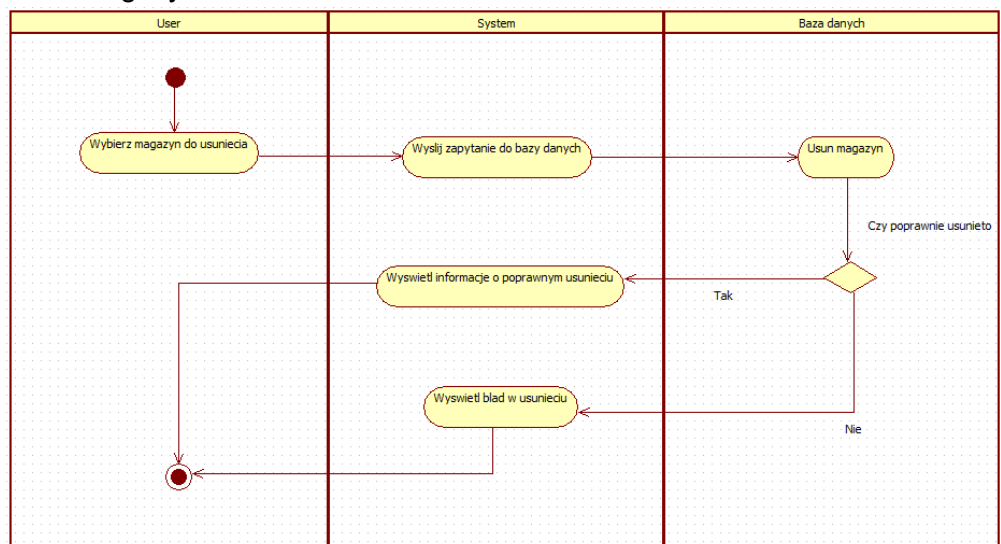 User
System
Baza danych
Wybierz magazyn do usuniecia
Wyslij zapytanie do bazy danych
Usun magazyn
Czy poprawnie usunieto
Wyswietl informacje o poprawnym usunieciu
Tak
Wyswietl blad w usunieciu
Nie